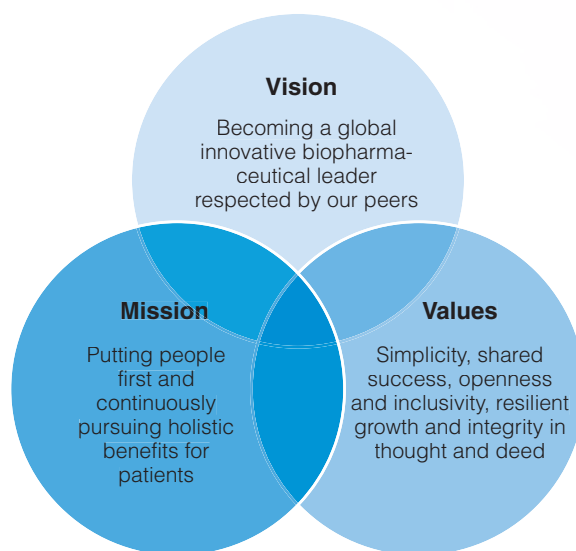 Vision
Becoming a global
innovative biopharma-
ceutical leader
respected by our peers
Mission
Putting people
first and
continuously
pursuing holistic
benefits for
patients
Values
Simplicity, shared
success, openness
and inclusivity, resilient
growth and integrity in
thought and deed